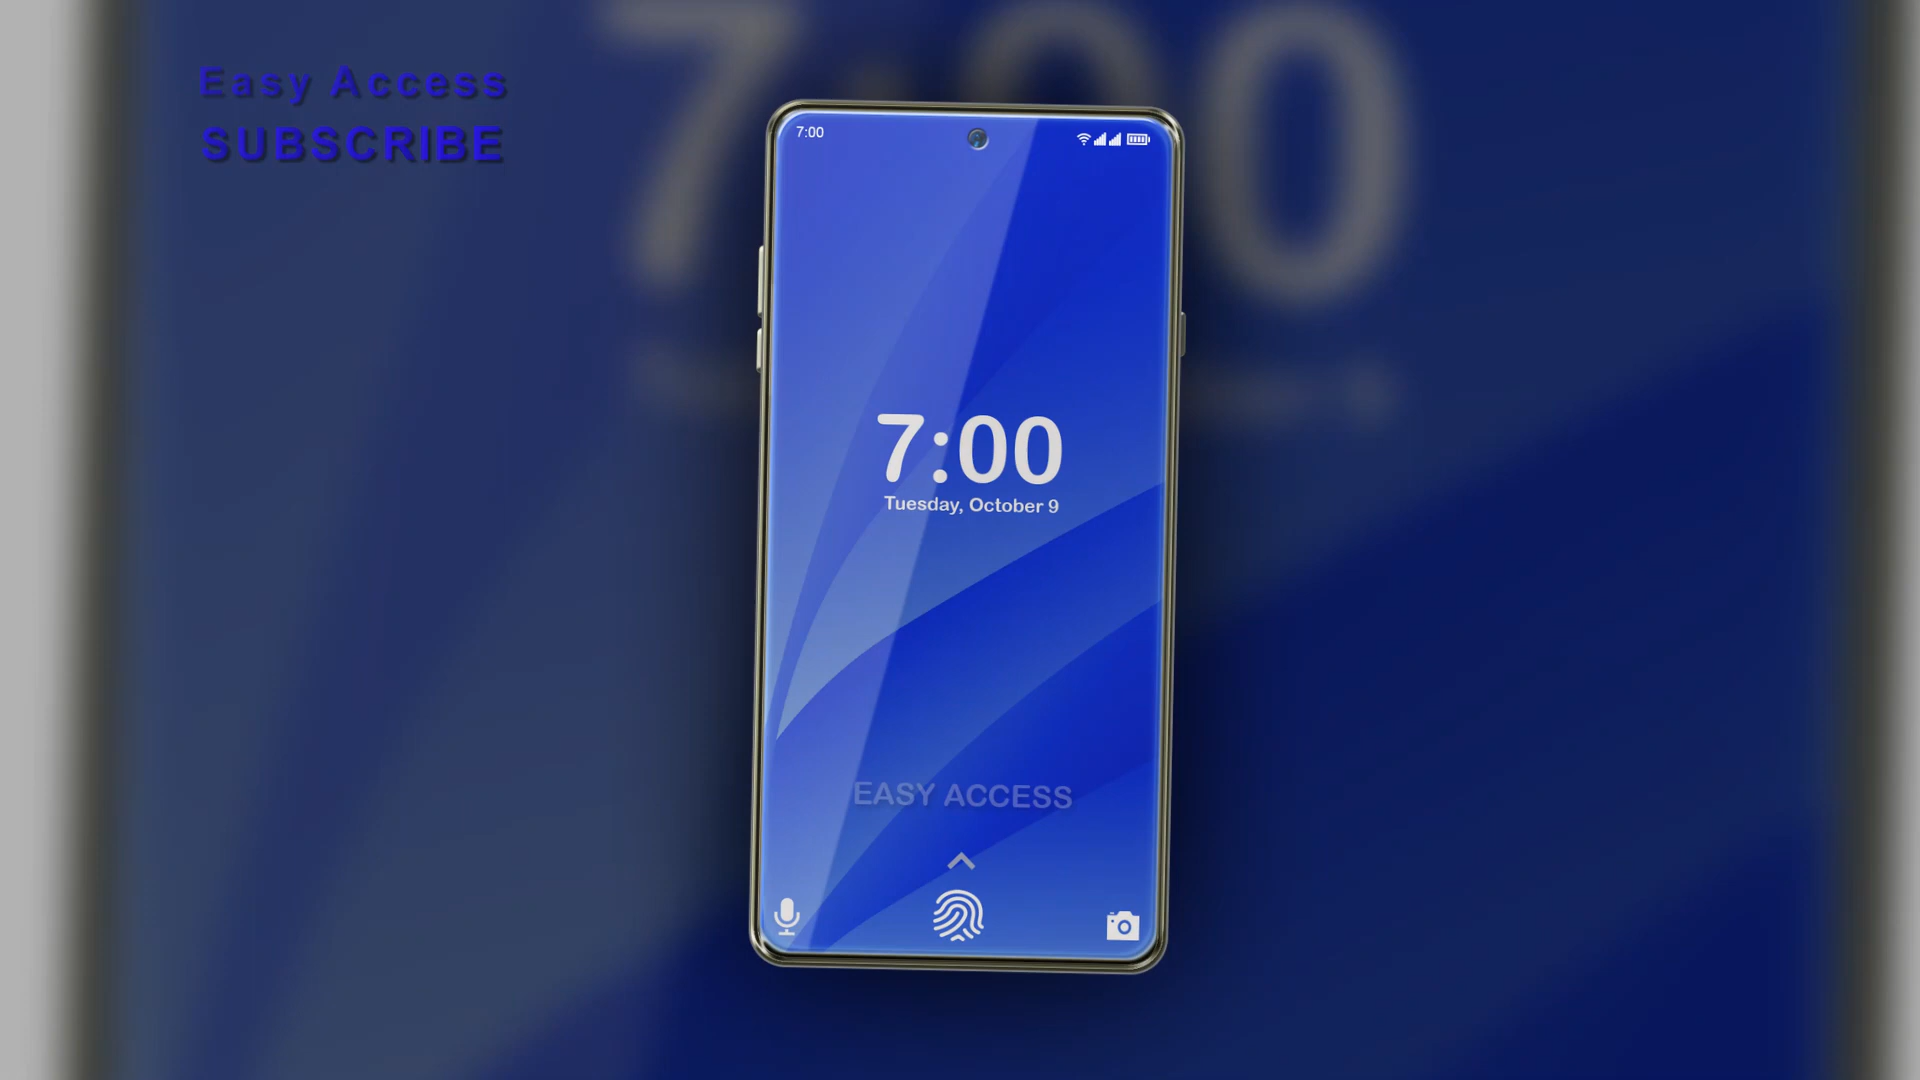 Easy Access
SUBSCRIBE
7:00
7:00
Tuesday, October 9
EASY ACCESS